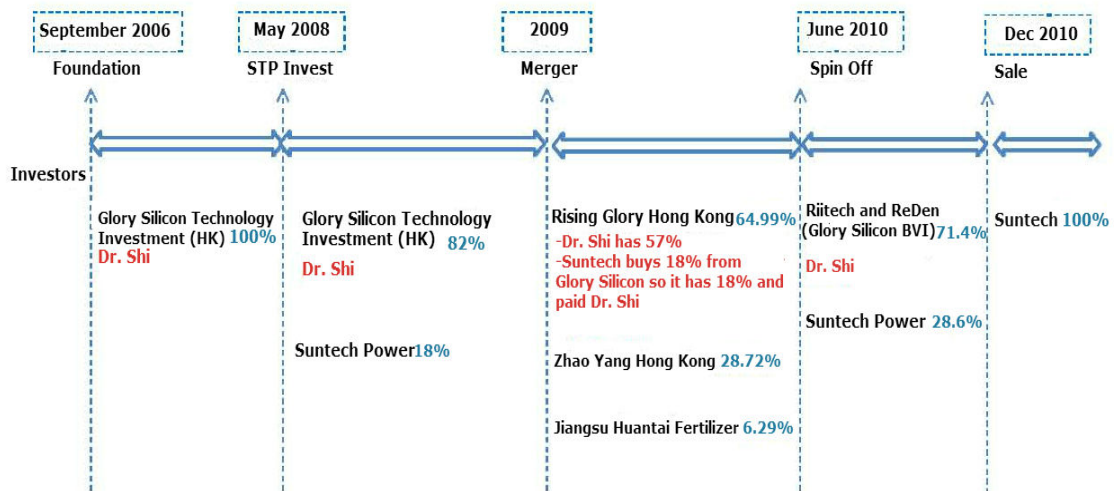 September 2006
Foundation
May 2008
STP Invest
2009
Merger
June 2010
Spin Off
Dec 2010
Sale
Investors
Glory Silicon Technology
Investment (HK) 100%
Dr. Shi
Glory Silicon Technology
Investment (HK) 82%
Dr. Shi
Suntech Power18%
Rising Glory Hong Kong 64.99%
-Dr. Shi has 57%
-Suntech buys 18% from
Glory Silicon so it has 18% and
paid Dr. Shi
Zhao Yang Hong Kong 28.72%
Jiangsu Huantai Fertilizer 6.29%
Riitech and ReDen
(Glory Silicon BVI)71.4%
Dr. Shi
Suntech Power 28.6%
Suntech 100%